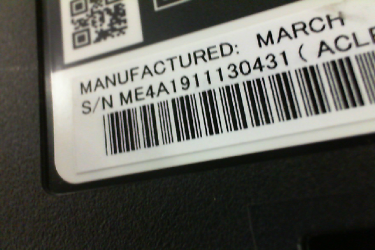 MANUFACTURED: MARCH
S/N ME4A1911130431 ( ACLE